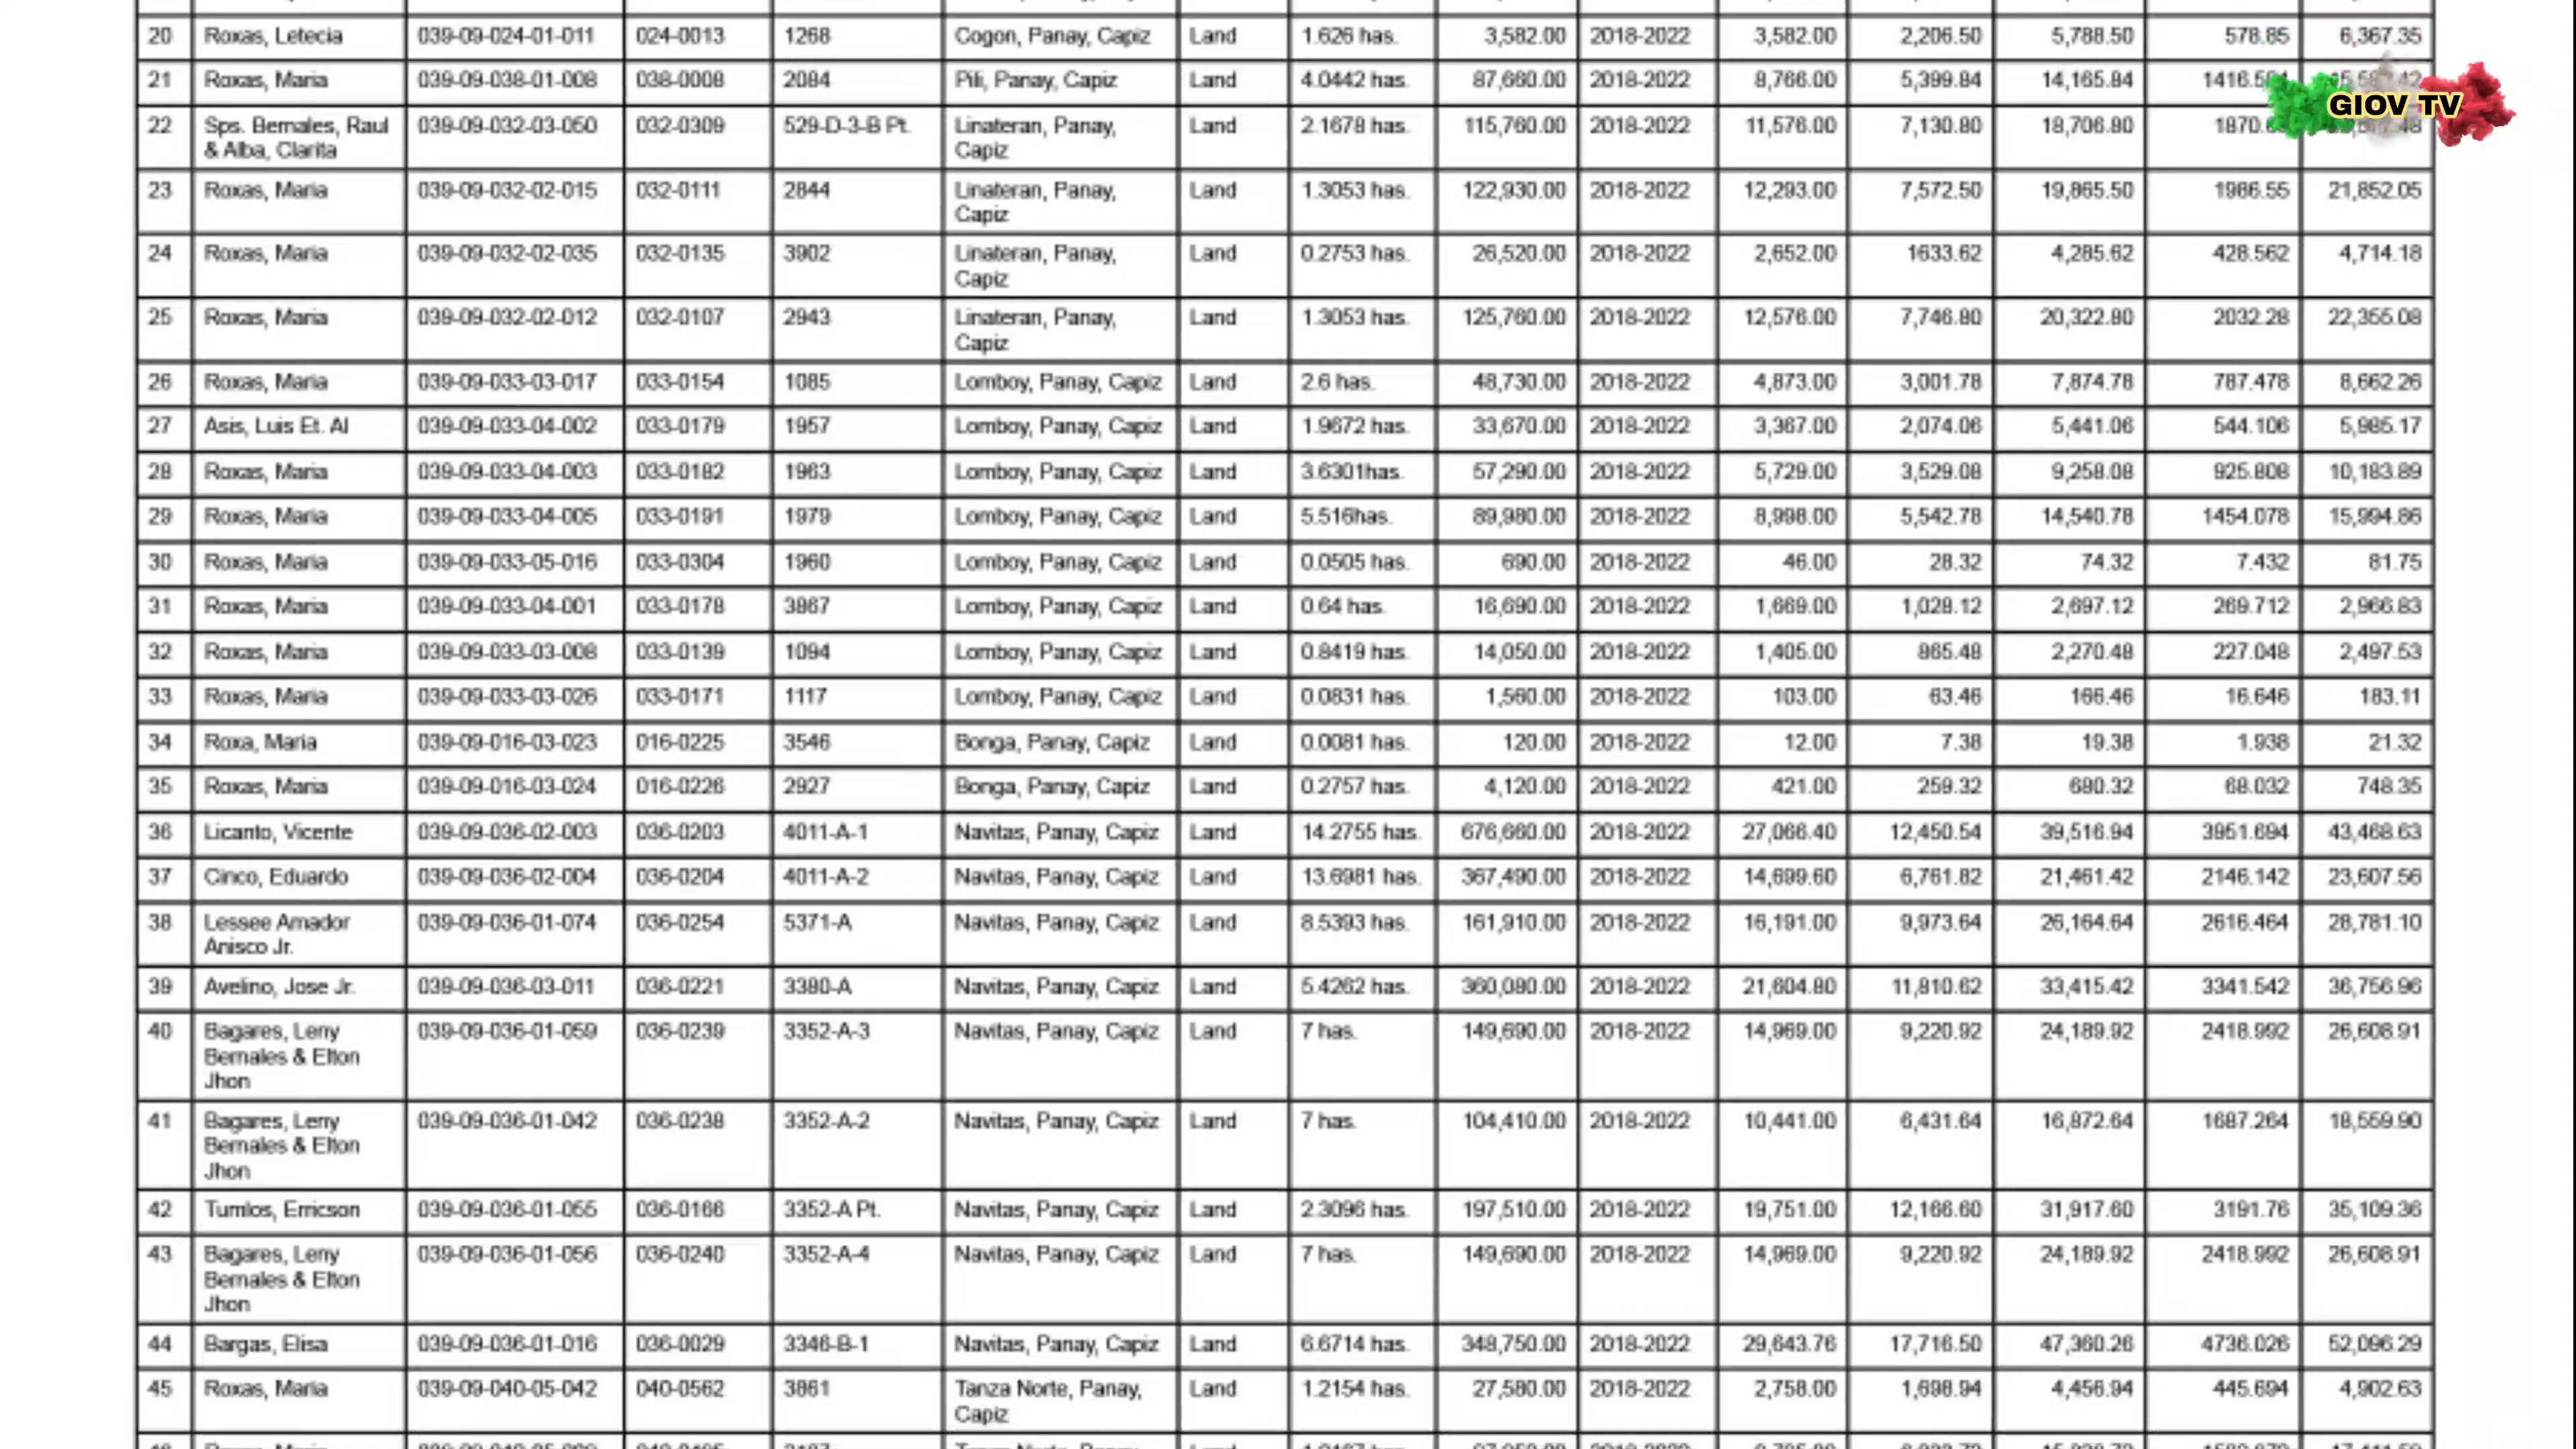 20 Roxas, Letecia 039-09-024-01-011 024-0013 1268 Cogon, Panay, Capiz Land 1.626 has. 3,582.00 2018-2022 3,582.00 2,206.50 5,788.50 578.85 6,367.35
21 Roxas, Maria 039-09-038-01-008 038-0008 2084 Pili, Panay, Capiz Land 4.0442 has. 87,660.00 2018-2022 8,766.00 5,399.84 14,165.84
GIOV TV
22 Sps. Bernales, Raul 039-09-032-03-050 032-0309 529-D-3-B Pt. Linateran, Panay, Land 2.1678 has. 115,760.00 2018-2022 11,576.00 7,130.80 18,706.80
& Alba, Clarita Capiz
23 Roxas, Maria 039-09-032-02-015 032-0111 2844 Linateran, Panay, Land 1.3053 has. 122,930.00 2018-2022 12,293.00 7,572.50 19,865.50 1986.55 21,852.05
Capiz
24 Roxas, Maria 039-09-032-02-035 032-0135 3902 Linateran, Panay, Land 0.2753 has. 26,520.00 2018-2022 2,652.00 1633.62 4,285.62 428.562 4,714.18
Capiz
25 Roxas, Maria 039-09-032-02-012 032-0107 2943 Linateran, Panay, Land 1.3053 has. 125,760.00 2018-2022 12,576.00 7,746.80 20,322.80 2032.28 22,355.08
Capiz
26 Roxas, Maria 039-09-033-03-017 033-0154 1085 Lomboy, Panay, Capiz Land 2.6 has. 48,730.00 2018-2022 4,873.00 3,001.78 7,874.78 787.478 8,662.26
27 Asis, Luis Et. Al 039-09-033-04-002 033-0179 1957 Lomboy, Panay, Capiz Land 1.9672 has. 33,670.00 2018-2022 3,367.00 2,074.06 5,441.06 544.106 5,985.17
28 Roxas, Maria 039-09-033-04-003 033-0182 1963 Lomboy, Panay, Capiz Land 3.6301has. 57,290.00 2018-2022 5,729.00 3,529.08 9,258.08 925.808 10,183.89
29 Roxas, Maria 039-09-033-04-005 033-0191 1979 Lomboy, Panay, Capiz Land 5.516has. 89,980.00 2018-2022 8,998.00 5,542.78 14,540.78 1454.078 15,994.86
30 Roxas, Maria 039-09-033-05-016 033-0304 1960 Lomboy, Panay, Capiz Land 0.0505 has. 690.00 2018-2022 46.00 28.32 74.32 7.432 81.75
31 Roxas, Maria 039-09-033-04-001 033-0178 3867 Lomboy, Panay, Capiz Land 0.64 has. 16,690.00 2018-2022 1,669.00 1,028.12 2,697.12 269.712 2,966.83
32 Roxas, Maria 039-09-033-03-008 033-0139 1094 Lomboy, Panay, Capiz Land 0.8419 has. 14,050.00 2018-2022 1,405.00 865.48 2,270.48 227.048 2,497.53
33 Roxas, Maria 039-09-033-03-026 033-0171 1117 Lomboy, Panay, Capiz Land 0.0831 has. 1,560.00 2018-2022 103.00 63.46 166.46 16.646 183.11
34 Roxa, Maria 039-09-016-03-023 016-0225 3546 Bonga, Panay, Capiz Land 0.0081 has. 120.00 2018-2022 12.00 7.38 19.38 1.938 21.32
35 Roxas, Maria 039-09-016-03-024 016-0226 2927 Bonga, Panay, Capiz Land 0.2757 has. 4,120.00 2018-2022 421.00 259.32 680.32 68.032 748.35
36 Licanto, Vicente 039-09-036-02-003 036-0203 4011-A-1 Navitas, Panay, Capiz Land 14.2755 has. 676,660.00 2018-2022 27,066.40 12,450.54 39,516.94 3951.694 43,468.63
37 Cinco, Eduardo 039-09-036-02-004 036-0204 4011-A-2 Navitas, Panay, Capiz Land 13.6981 has. 367,490.00 2018-2022 14,699.60 6,761.82 21,461.42 2146.142 23,607.56
38 Lessee Amador 039-09-036-01-074 036-0254 5371-A Navitas, Panay, Capiz Land 8.5393 has. 161,910.00 2018-2022 16,191.00 9,973.64 26,164.64 2616.464 28,781.10
Anisco Jr.
39 Avelino, Jose Jr. 039-09-036-03-011 036-0221 3380-A Navitas, Panay, Capiz Land 5.4262 has. 360,080.00 2018-2022 21,604.80 11,810.62 33,415.42 3341.542 36,756.96
40 Bagares, Leny 039-09-036-01-059 036-0239 3352-A-3 Navitas, Panay, Capiz Land 7 has. 149,690.00 2018-2022 14,969.00 9,220.92 24,189.92 2418.992 26,608.91
Bernales & Elton
Jhon
41 Bagares, Leny 039-09-036-01-042 036-0238 3352-A-2 Navitas, Panay, Capiz Land 7 has. 104,410.00 2018-2022 10,441.00 6,431.64 16,872.64 1687.264 18,559.90
Bernales & Elton
Jhon
42 Tumlos, Erricson 039-09-036-01-055 036-0166 3352-A Pt. Navitas, Panay, Capiz Land 2.3096 has. 197,510.00 2018-2022 19,751.00 12,166.60 31,917.60 3191.76 35,109.36
43 Bagares, Leny 039-09-036-01-056 036-0240 3352-A-4 Navitas, Panay, Capiz Land 7 has. 149,690.00 2018-2022 14,969.00 9,220.92 24,189.92 2418.992 26,608.91
Bernales & Elton
Jhon
44 Bargas, Elisa 039-09-036-01-016 036-0029 3346-B-1 Navitas, Panay, Capiz Land 6.6714 has. 348,750.00 2018-2022 29,643.76 17,716.50 47,360.26 4736.026 52,096.29
45 Roxas, Maria 039-09-040-05-042 040-0562 3861 Tanza Norte, Panay, Land 1.2154 has. 27,580.00 2018-2022 2,758.00 1,698.94 4,456.94 445.694 4,902.63
Capiz